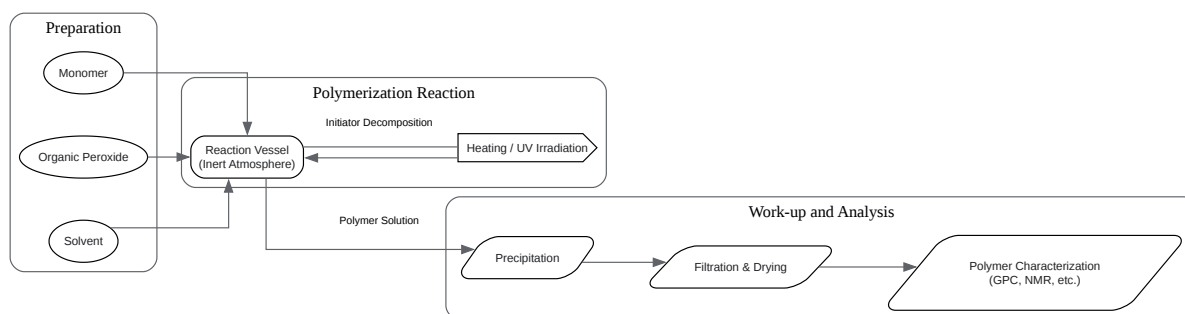 Preparation
Monomer
Organic Peroxide
Solvent
Polymerization Reaction
Initiator Decomposition
Reaction Vessel
(Inert Atmosphere)
Heating / UV Irradiation
Polymer Solution
Work-up and Analysis
Precipitation
Filtration & Drying
Polymer Characterization
(GPC, NMR, etc.)